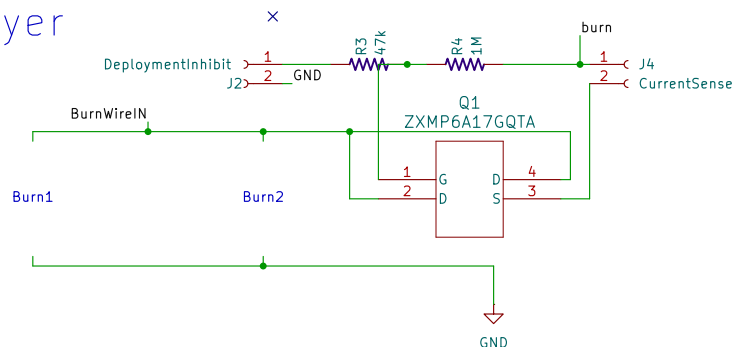 yer
burn
DeploymentInhibit
1
R3
47k
R4
1M
1
J4
J2
2
GND
2
CurrentSense
BurnWireIN
Q1
ZXMP6A17GQTA
1
G
D
4
2
D
S
3
Burn1
Burn2
GND